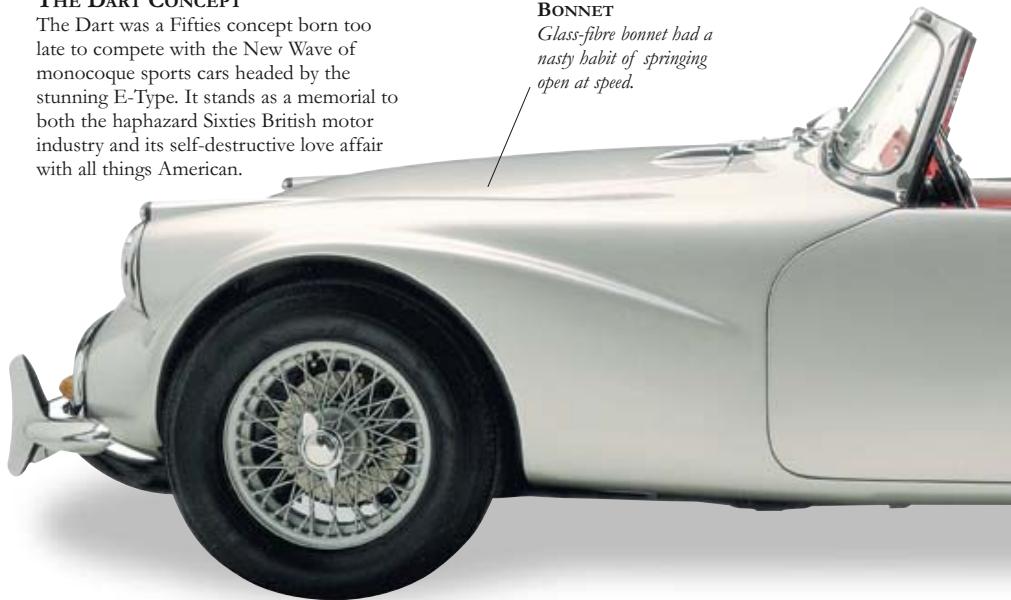 THE DART CONCEPT
The Dart was a Fifties concept born too
late to compete with the New Wave of
monocoque sports cars headed by the
stunning E-Type. It stands as a memorial to
both the haphazard Sixties British motor
industry and its self-destructive love affair
with all things American.
BONNET
Glass-fibre bonnet had a
nasty habit of springing
open at speed.